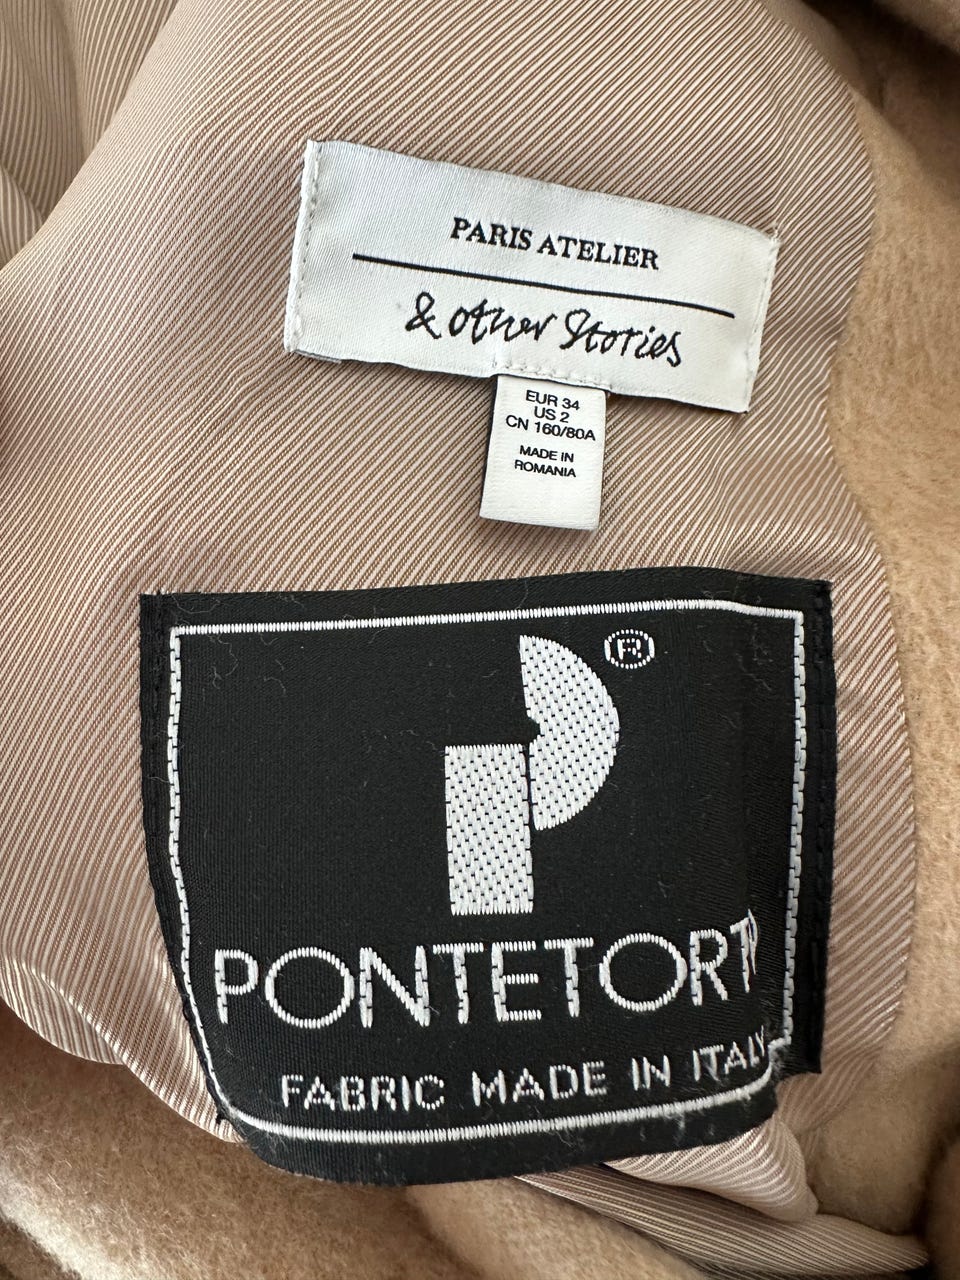 PARIS ATELIER
& other Stories
EUR 34
US 2
CN 160/80A
MADE IN
ROMANIA
®
PONTETORTO
FABRIC MADE IN ITALY